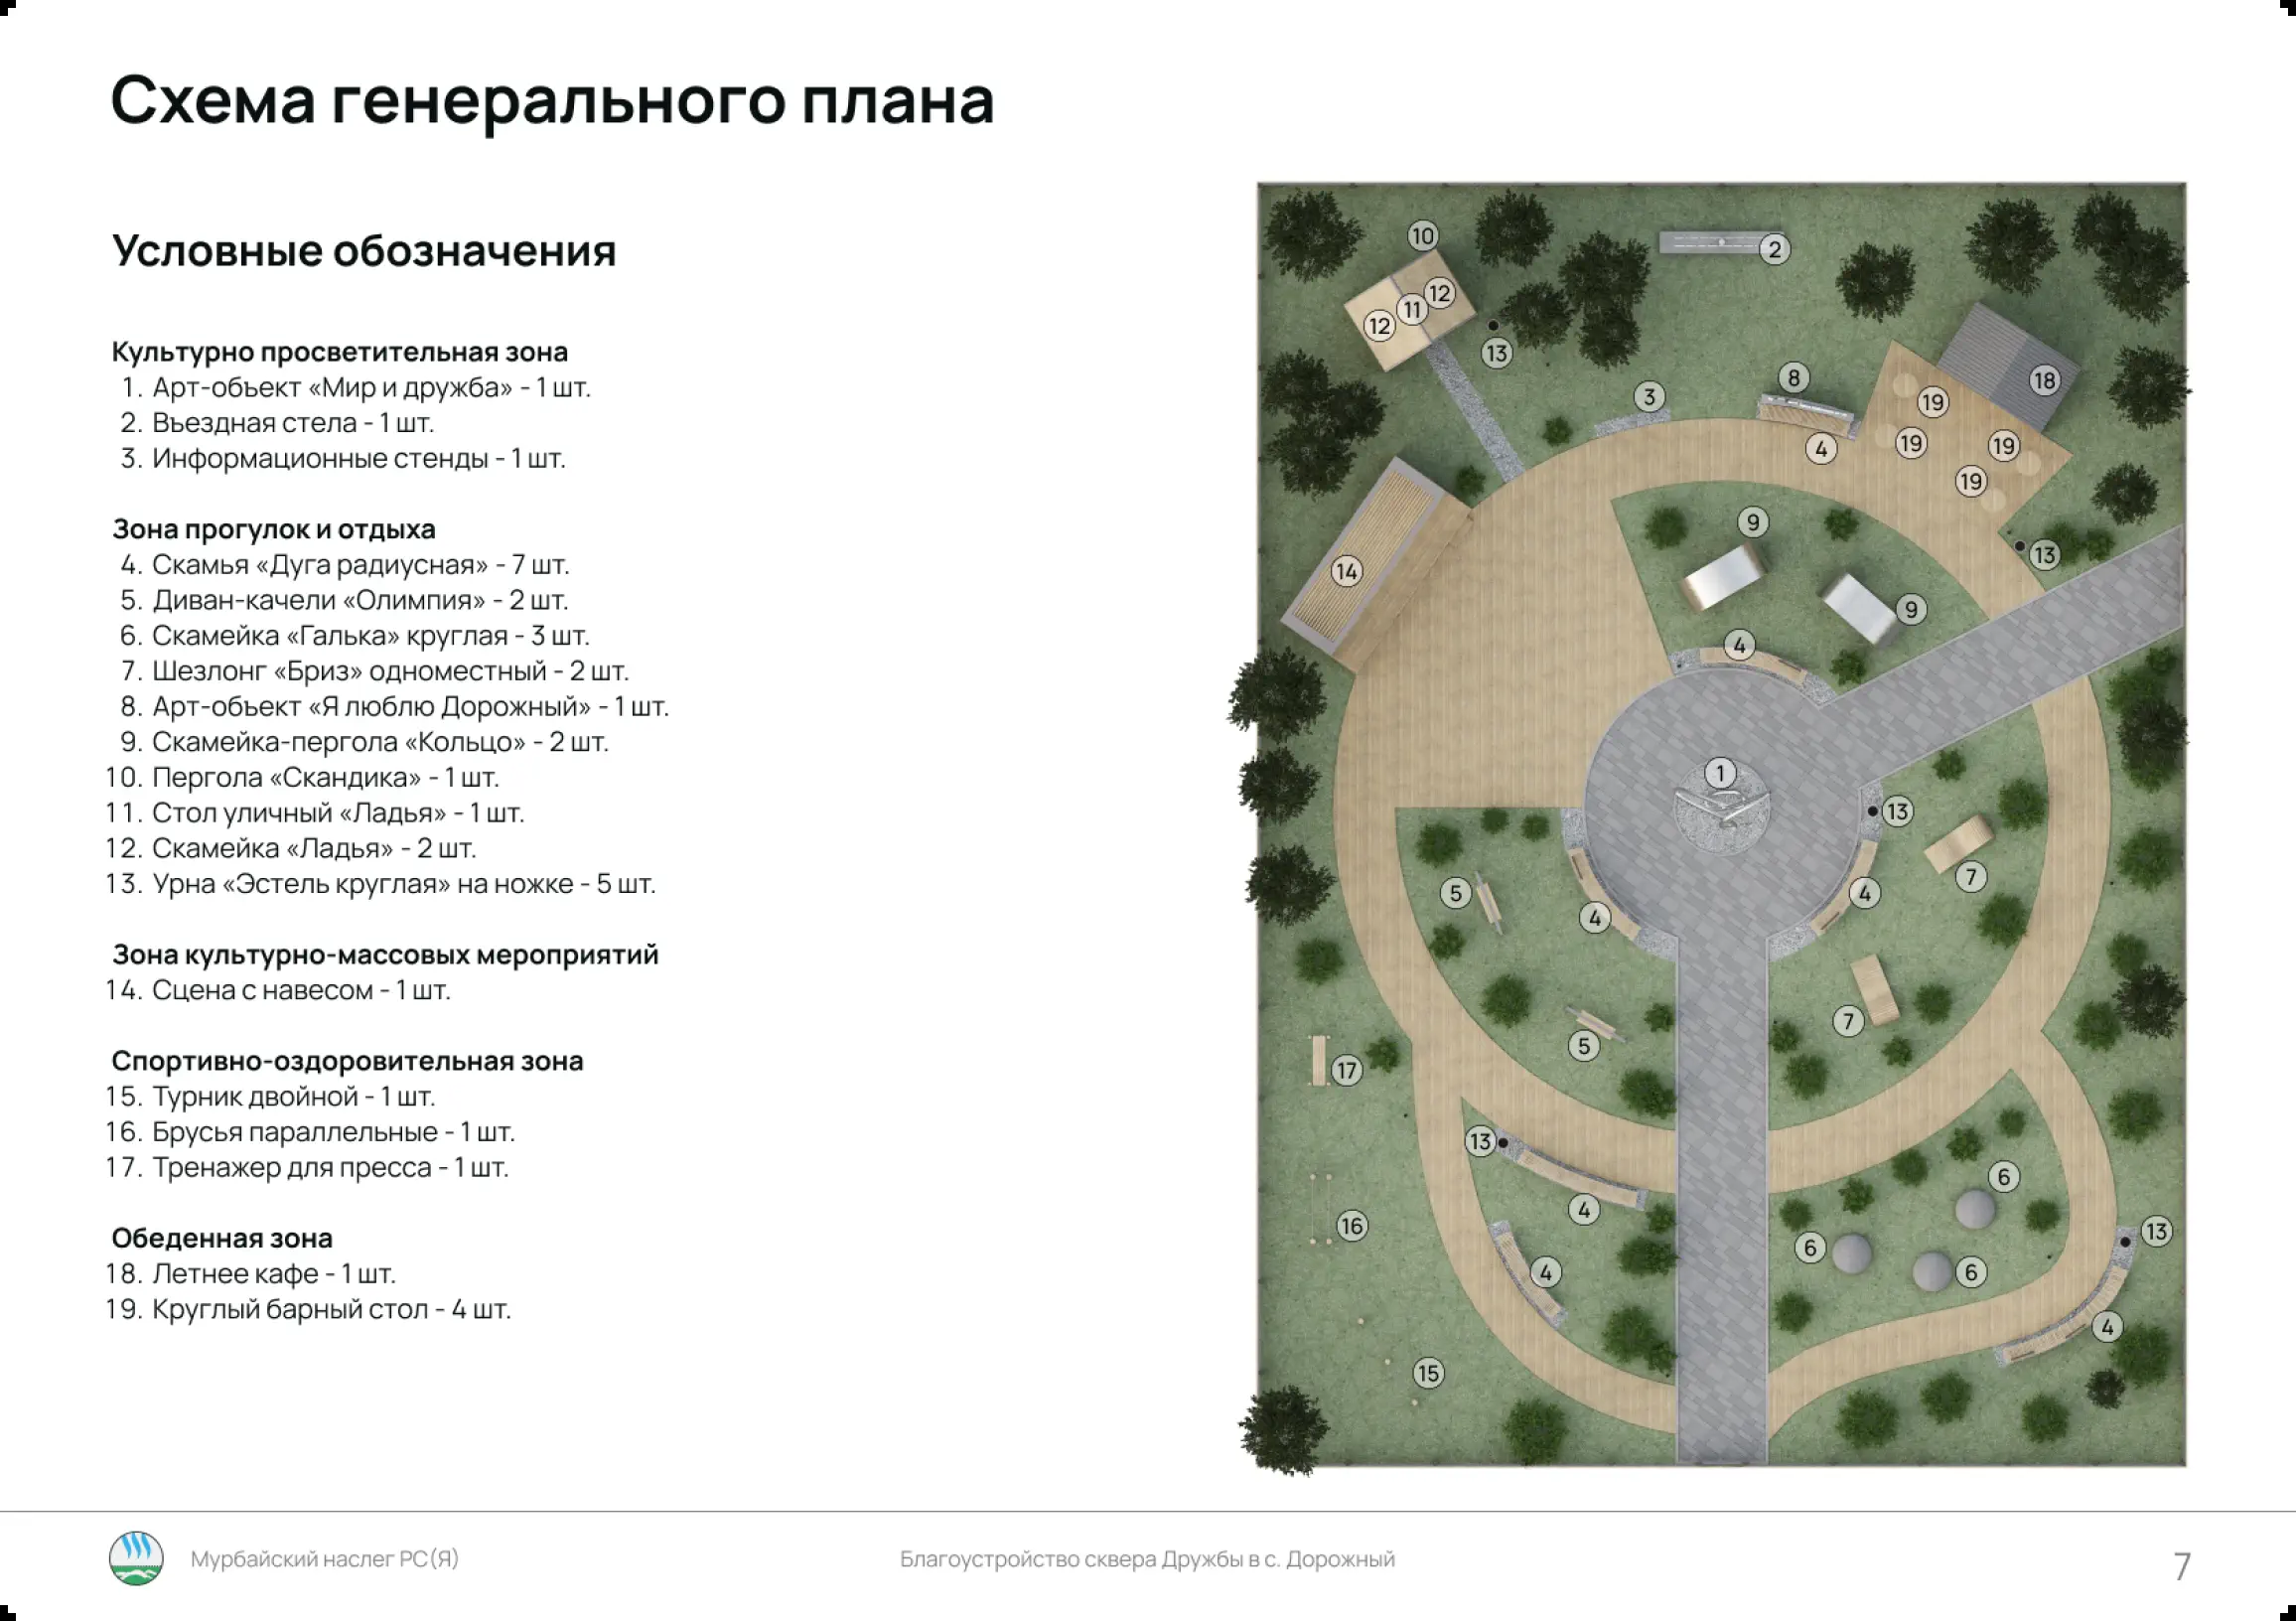 Схема генерального плана
Условные обозначения
Культурно просветительная зона
1. Арт-объект «Мир и дружба» - 1 шт.
2. Въездная стела - 1 шт.
3. Информационные стенды - 1 шт.
Зона прогулок и отдыха
4. Скамья «Дуга радиусная» - 7 шт.
5. Диван-качели «Олимпия» - 2 шт.
6. Скамейка «Галька» круглая - 3 шт.
7. Шезлонг «Бриз» одноместный - 2 шт.
8. Арт-объект «Я люблю Дорожный» - 1 шт.
9. Скамейка-пергола «Кольцо» - 2 шт.
10. Пергола «Скандика» - 1 шт.
11. Стол уличный «Ладья» - 1 шт.
12. Скамейка «Ладья» - 2 шт.
13. Урна «Эстель круглая» на ножке - 5 шт.
Зона культурно-массовых мероприятий
14. Сцена с навесом - 1 шт.
Спортивно-оздоровительная зона
15. Турник двойной - 1 шт.
16. Брусья параллельные - 1 шт.
17. Тренажер для пресса - 1 шт.
Обеденная зона
18. Летнее кафе - 1 шт.
19. Круглый барный стол - 4 шт.
10
2
12
11
12
13
8
18
3
19
4
19
19
19
9
13
14
9
4
1
13
5
4
4
7
7
5
17
13
6
4
16
6
13
6
4
4
15
Мурбайский наслег РС(Я)
Благоустройство сквера Дружбы в с. Дорожный
7